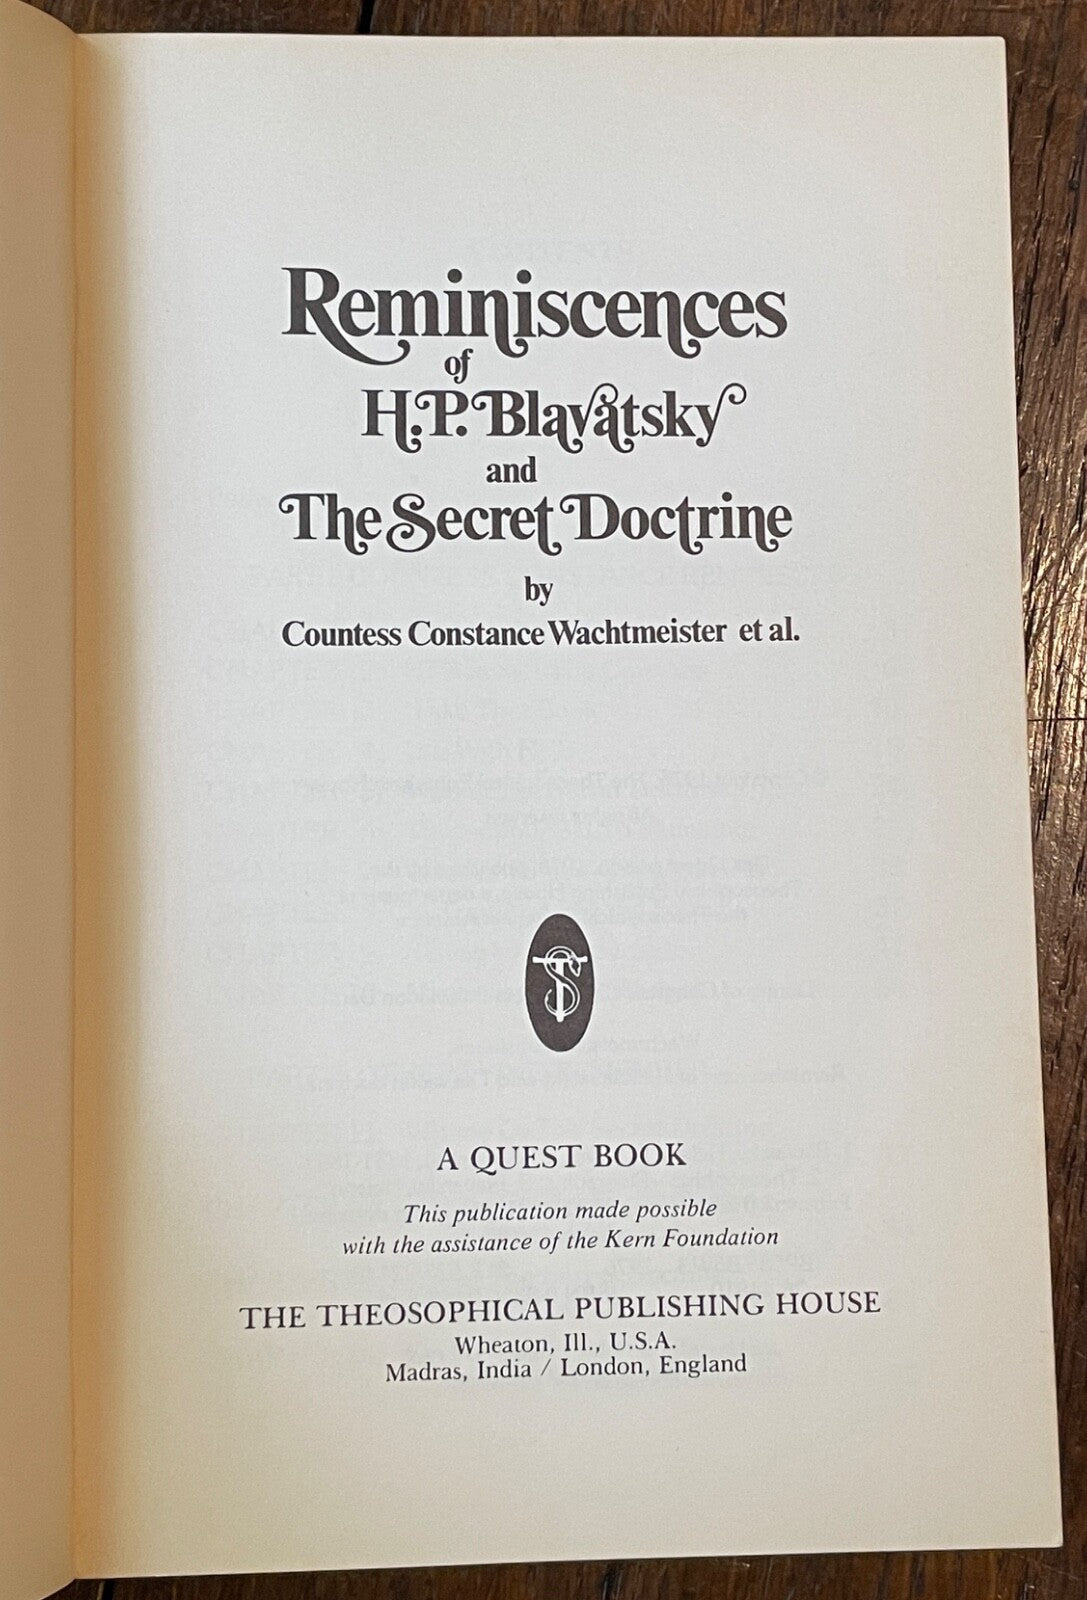 Reminiscences
of
H.P. Blavatsky
and
The Secret Doctrine
by
Countess Constance Wachtmeister et al.
A QUEST BOOK
This publication made possible
with the assistance of the Kern Foundation
THE THEOSOPHICAL PUBLISHING HOUSE
Wheaton, Ill., U.S.A.
Madras, India / London, England